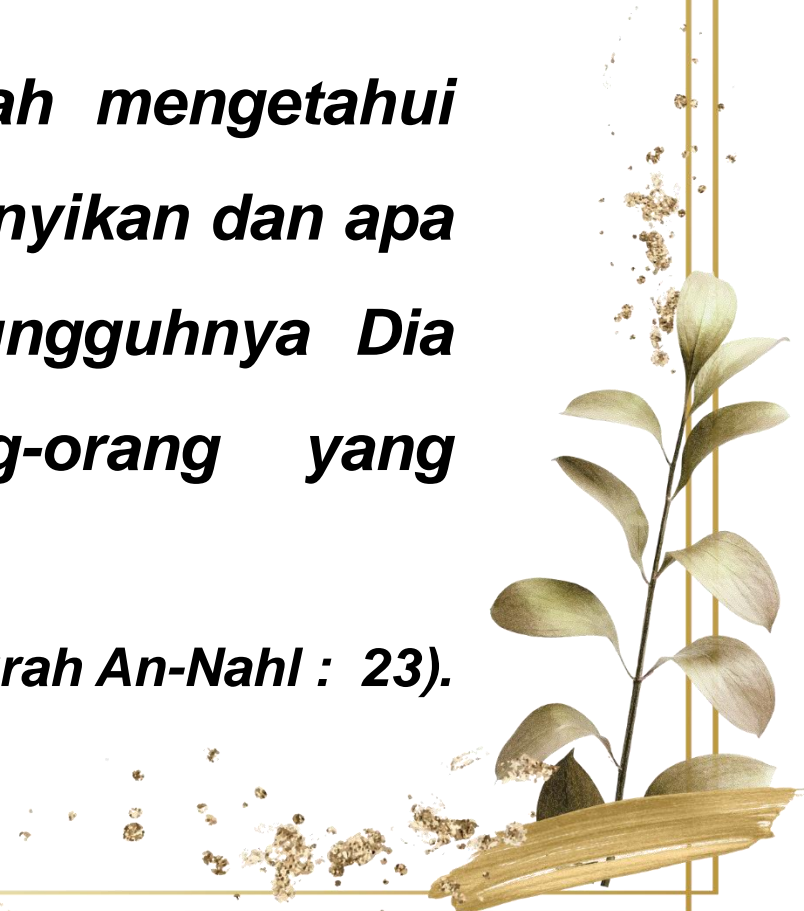 ah mengetahui
nyikan dan apa
ungguhnya Dia
g-orang yang
rah An-Nahl : 23).